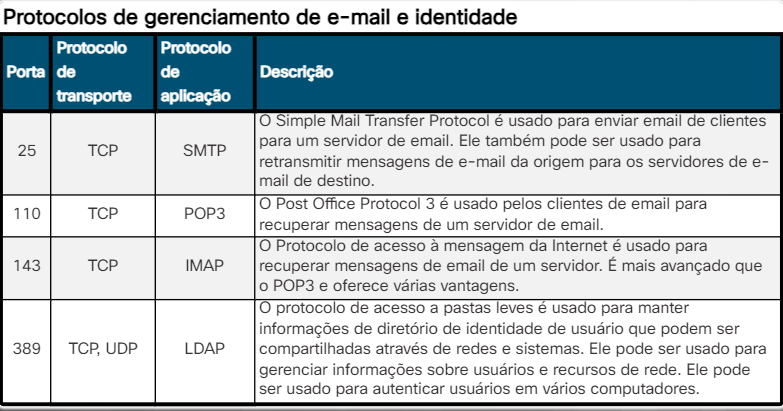 Protocolos de gerenciamento de e-mail e identidade
Porta
Protocolo
de
transporte
Protocolo
de
aplicação
Descrição
25
TCP
SMTP
O Simple Mail Transfer Protocol é usado para enviar email de clientes
para um servidor de email. Ele também pode ser usado para
retransmitir mensagens de e-mail da origem para os servidores de e-
mail de destino.
110
TCP
POP3
O Post Office Protocol 3 é usado pelos clientes de email para
recuperar mensagens de um servidor de email.
143
TCP
IMAP
O Protocolo de acesso à mensagem da Internet é usado para
recuperar mensagens de email de um servidor. É mais avançado que
o POP3 e oferece várias vantagens.
389
TCP, UDP
LDAP
O protocolo de acesso a pastas leves é usado para manter
informações de diretório de identidade de usuário que podem ser
compartilhadas através de redes e sistemas. Ele pode ser usado para
gerenciar informações sobre usuários e recursos de rede. Ele pode
ser usado para autenticar usuários em vários computadores.